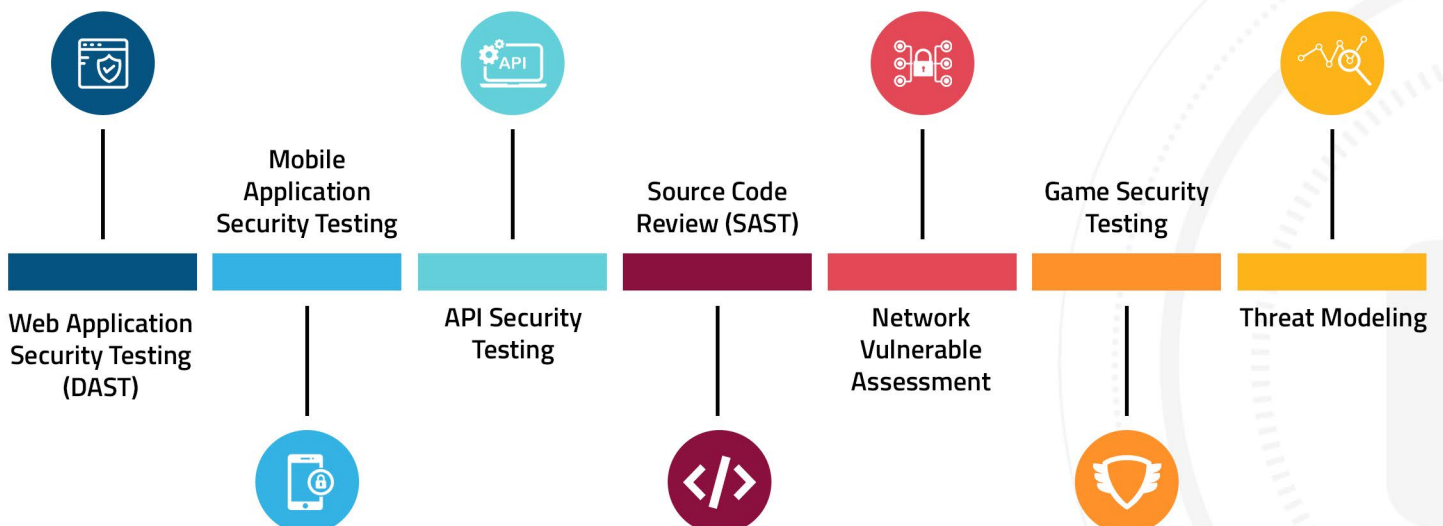 API
Mobile
Application
Security Testing
Source Code
Review (SAST)
Game Security
Testing
Web Application
Security Testing
(DAST)
API Security
Testing
Network
Vulnerable
Assessment
Threat Modeling